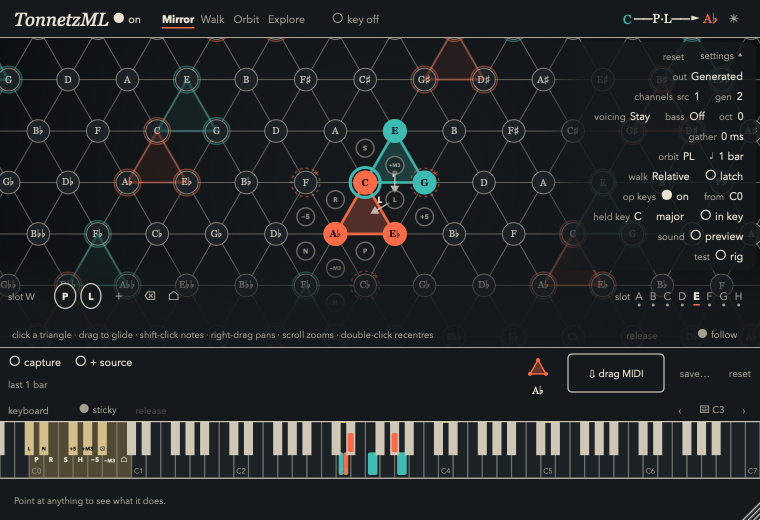 TonnetzML on Mirror Walk Orbit Explore key off C P·L A♭
reset settings
G D A E B F♯ C♯ G♯ D♯ A♯
out Generated
channels src 1 gen 2
B♭ F C G D A E B F♯ C♯
voicing Stay bass Off oct 0
S
gather 0 ms
+M3
orbit PL ♩ 1 bar
G♭ D♭ A♭ E♭ B♭ F C G D A
walk Relative latch
R L L
op keys on from C0
−S +S
held key C major in key
B♭♭ F♭ C♭ G♭ D♭ A♭ E♭ B♭ F C G
sound preview
N P
test rig
−M3
G♭♭ A♭♭ E♭♭ B♭♭ F♭ C♭ G♭ D♭ A♭ E♭
slot W P L + slot A B C D E F G H
click a triangle · drag to glide · shift-click notes · right-drag pans · scroll zooms · double-click recentres release follow
capture + source
⇩ drag MIDI save… reset
last 1 bar
A♭
keyboard sticky release ‹ C3 ›
L N +S +M3
P R S H −S −M3
C0 C1 C2 C4 C5 C6 C7
Point at anything to see what it does.